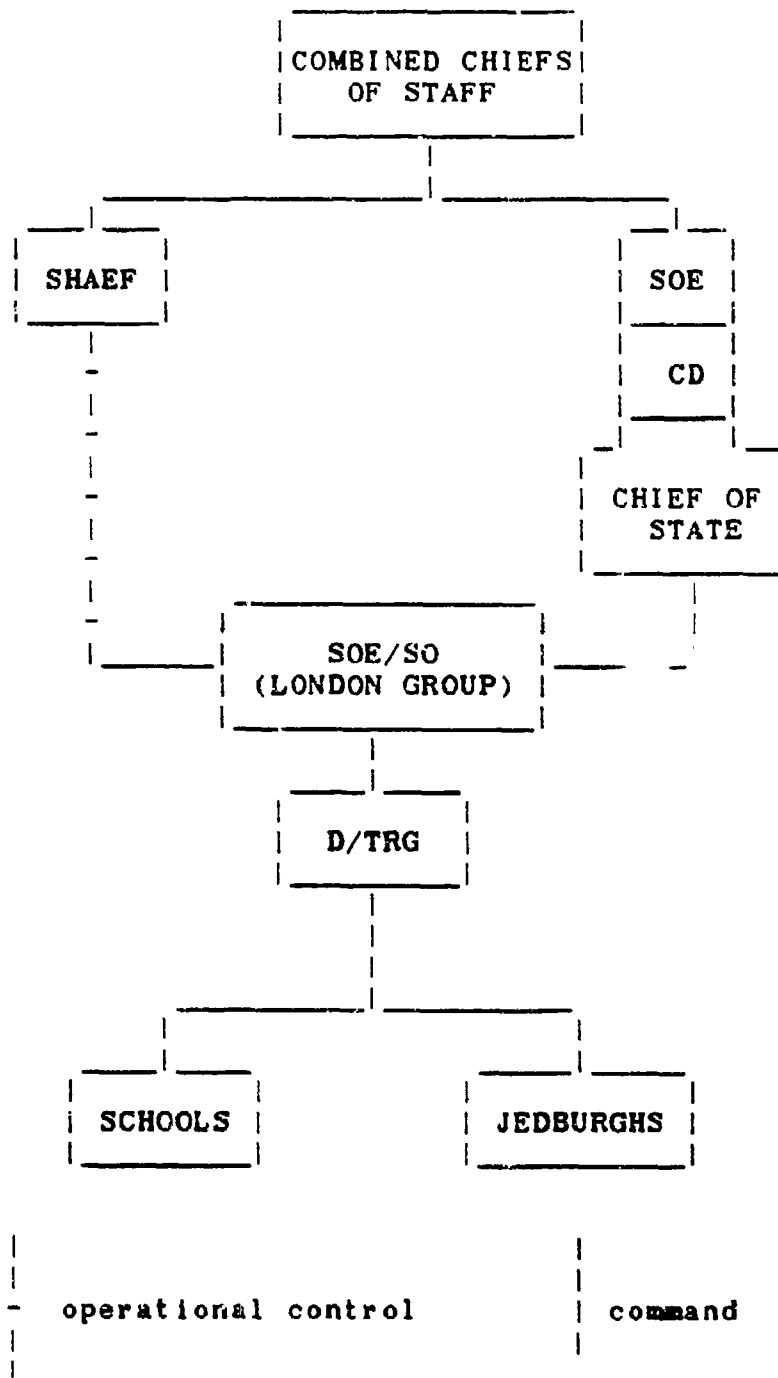 COMBINED CHIEFS
OF STAFF
SHAEF
SOE
CD
CHIEF OF
STATE
SOE/SO
(LONDON GROUP)
D/TRG
SCHOOLS
JEDBURGHS
operational control
command